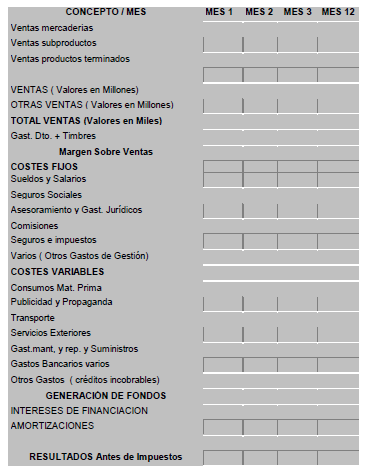 CONCEPTO / MES MES 1 MES 2 MES 3 MES 12
Ventas mercaderias
Ventas subproductos
Ventas productos terminados
VENTAS ( Valores en Millones)
OTRAS VENTAS ( Valores en Millones)
TOTAL VENTAS (Valores en Miles)
Gast. Dto. + Timbres
Margen Sobre Ventas
COSTES FIJOS
Sueldos y Salarios
Seguros Sociales
Asesoramiento y Gast. Jurídicos
Comisiones
Seguros e impuestos
Varios ( Otros Gastos de Gestión)
COSTES VARIABLES
Consumos Mat. Prima
Publicidad y Propaganda
Transporte
Servicios Exteriores
Gast.mant, y rep. y Suministros
Gastos Bancarios varios
Otros Gastos ( créditos incobrables)
GENERACIÓN DE FONDOS
INTERESES DE FINANCIACION
AMORTIZACIONES
RESULTADOS Antes de Impuestos